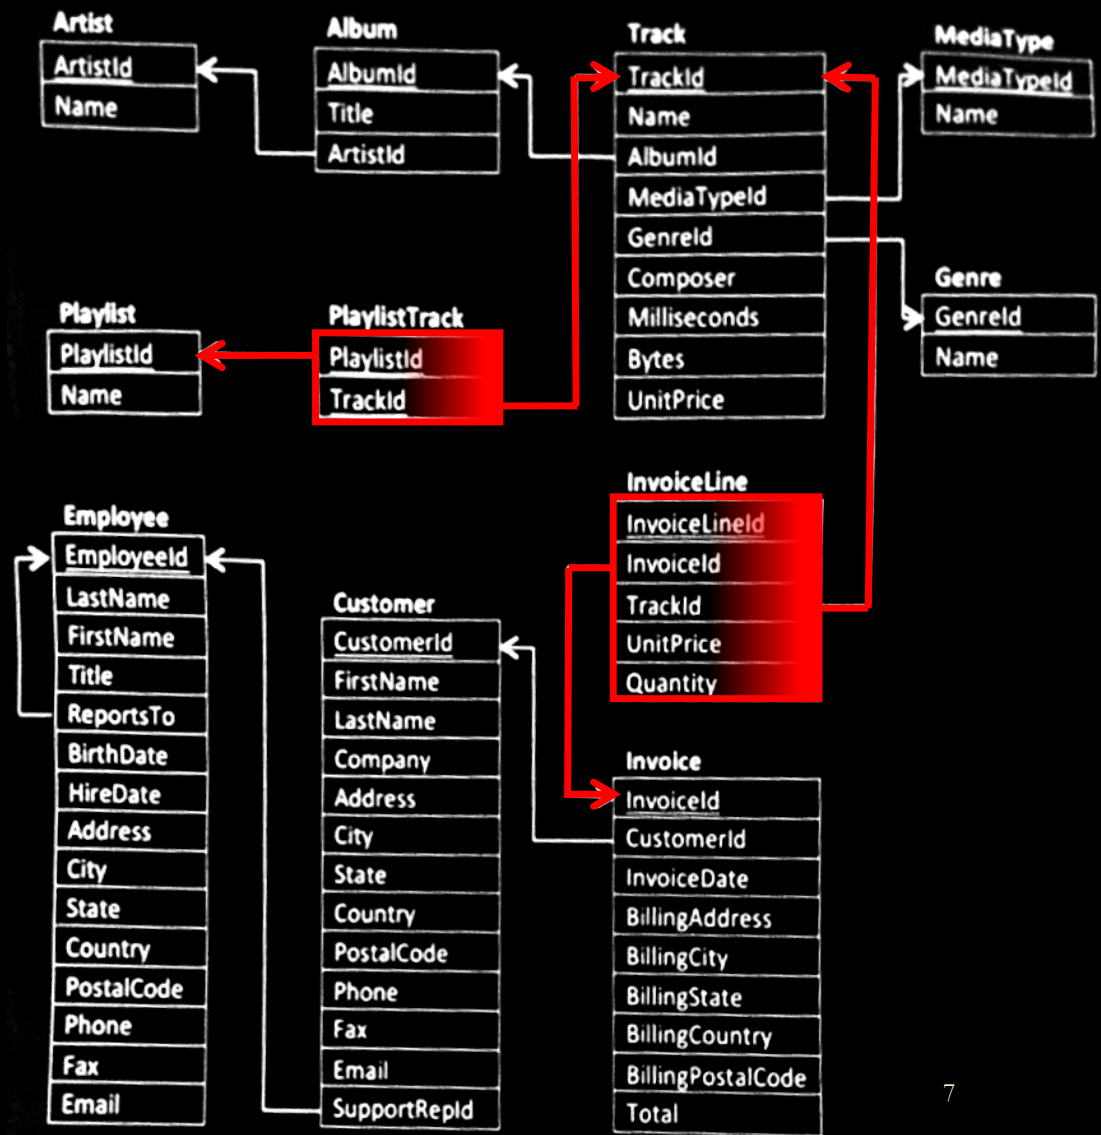 Artist
ArtistId
Name
Album
AlbumId
Title
ArtistId
Track
TrackId
Name
AlbumId
MediaTypeId
GenreId
Composer
Milliseconds
Bytes
UnitPrice
MediaType
MediaTypeId
Name
Genre
GenreId
Name
Playlist
PlaylistId
Name
PlaylistTrack
PlaylistId
TrackId
InvoiceLine
InvoiceLineId
InvoiceId
TrackId
UnitPrice
Quantity
Employee
EmployeeId
LastName
FirstName
Title
ReportsTo
BirthDate
HireDate
Address
City
State
Country
PostalCode
Phone
Fax
Email
Customer
CustomerId
FirstName
LastName
Company
Address
City
State
Country
PostalCode
Phone
Fax
Email
SupportRepId
Invoice
InvoiceId
CustomerId
InvoiceDate
BillingAddress
BillingCity
BillingState
BillingCountry
BillingPostalCode
Total
7